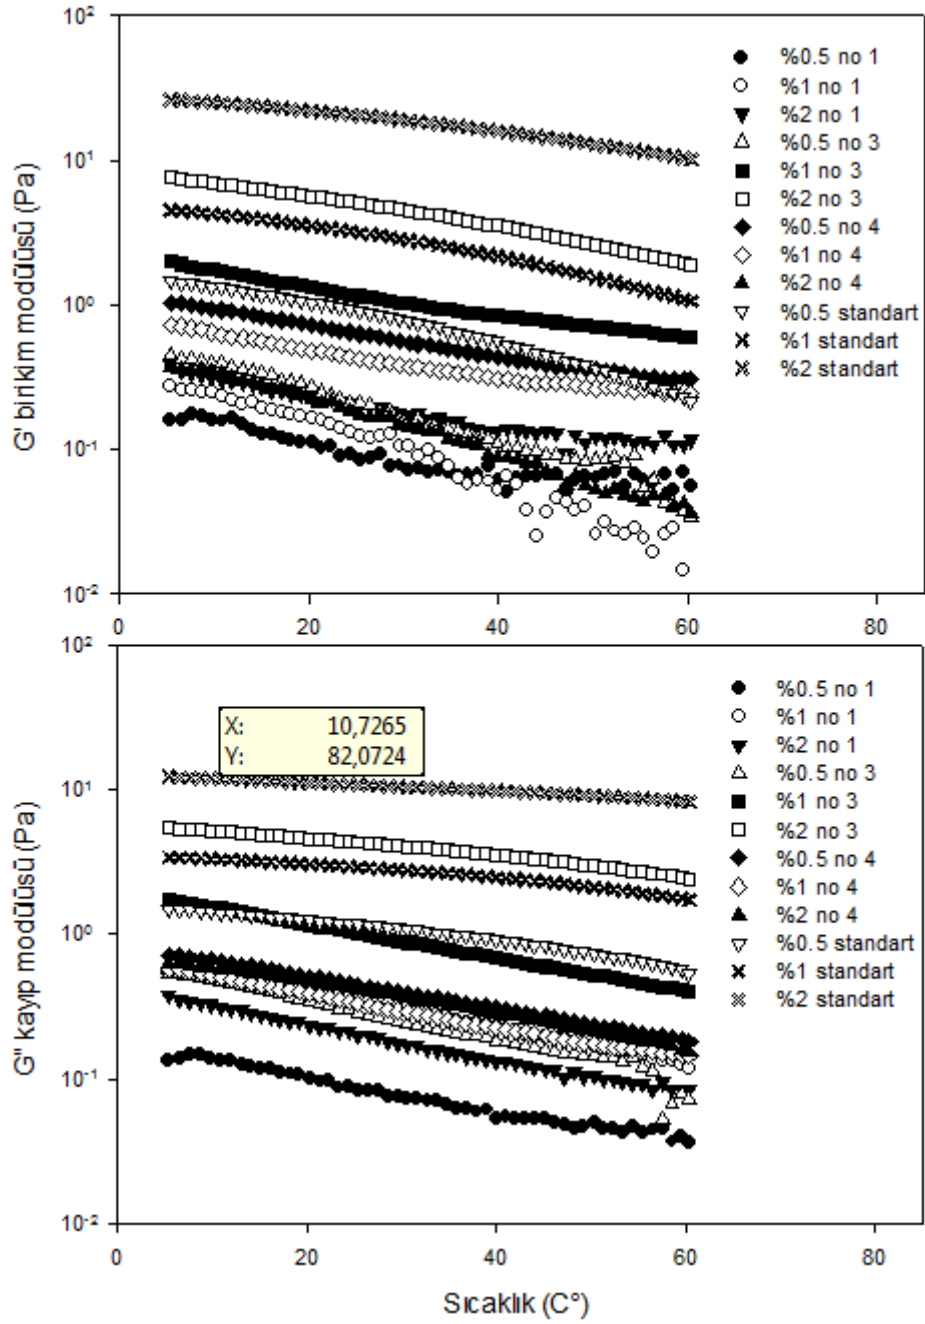 10²
10¹
10⁰
10⁻¹
10⁻²
G' birikim modüüsü (Pa)
0
20
40
60
80
%0.5 no 1
%1 no 1
%2 no 1
%0.5 no 3
%1 no 3
%2 no 3
%0.5 no 4
%1 no 4
%2 no 4
%0.5 standart
%1 standart
%2 standart
10²
10¹
10⁰
10⁻¹
10⁻²
G'' kayıp modüüsü (Pa)
X: 10,7265
Y: 82,0724
%0.5 no 1
%1 no 1
%2 no 1
%0.5 no 3
%1 no 3
%2 no 3
%0.5 no 4
%1 no 4
%2 no 4
%0.5 standart
%1 standart
%2 standart
0
20
40
60
80
Sıcaklık (C°)